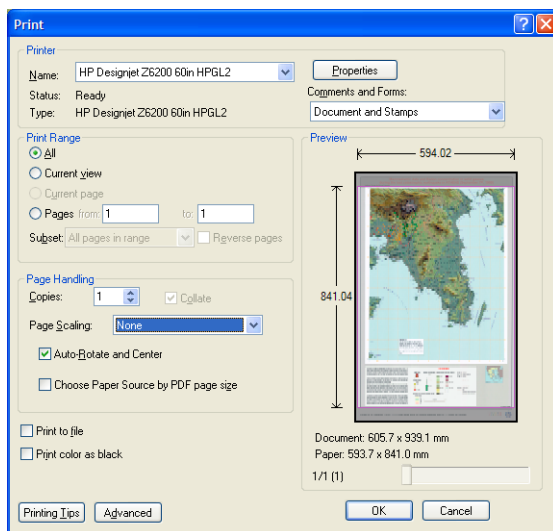 Print
Printer
Name: HP Designjet Z6200 60in HPGL2
Properties
Status: Ready
Comments and Forms:
Type: HP Designjet Z6200 60in HPGL2
Document and Stamps
Print Range
All
Current view
Current page
Pages from: 1 to: 1
Subset: All pages in range Reverse pages
Page Handling
Copies: 1 Collate
Page Scaling: None
Auto-Rotate and Center
Choose Paper Source by PDF page size
Print to file
Print color as black
Preview
594.02
841.04
Document: 605.7 x 939.1 mm
Paper: 593.7 x 841.0 mm
1/1 (1)
Printing Tips Advanced OK Cancel